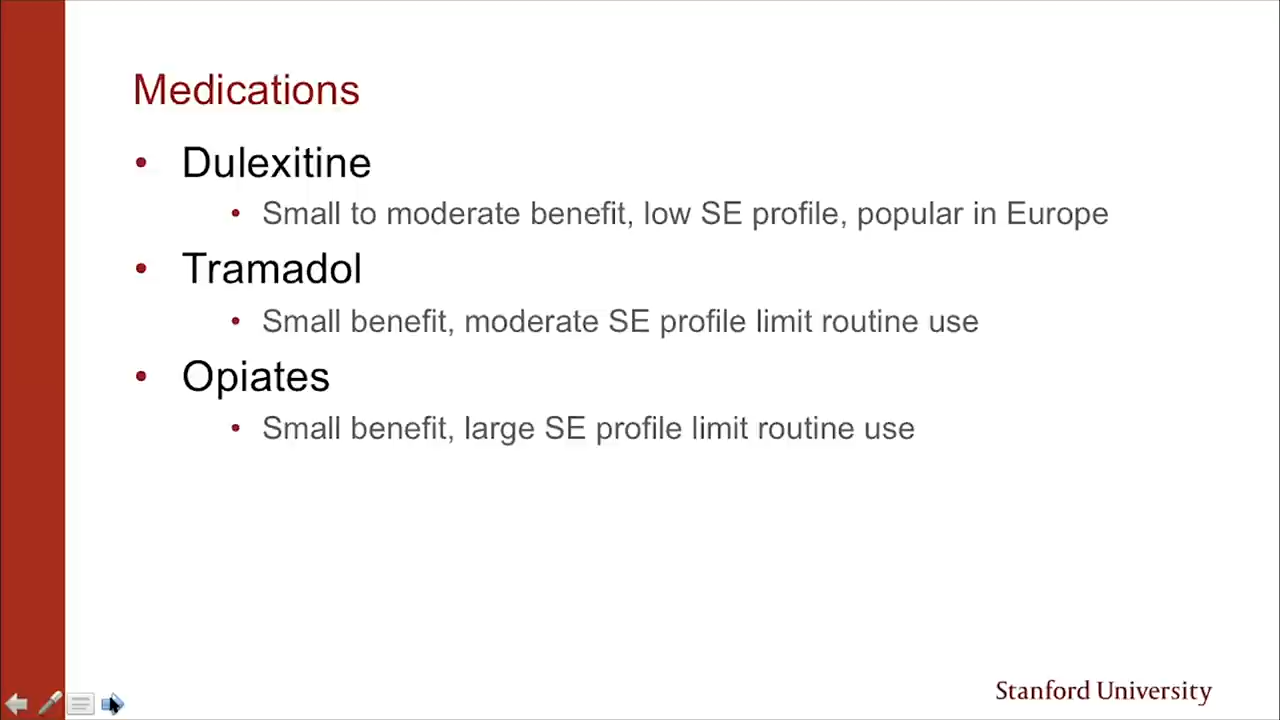 Medications
• Dulexitine
• Small to moderate benefit, low SE profile, popular in Europe
• Tramadol
• Small benefit, moderate SE profile limit routine use
• Opiates
• Small benefit, large SE profile limit routine use
Stanford University